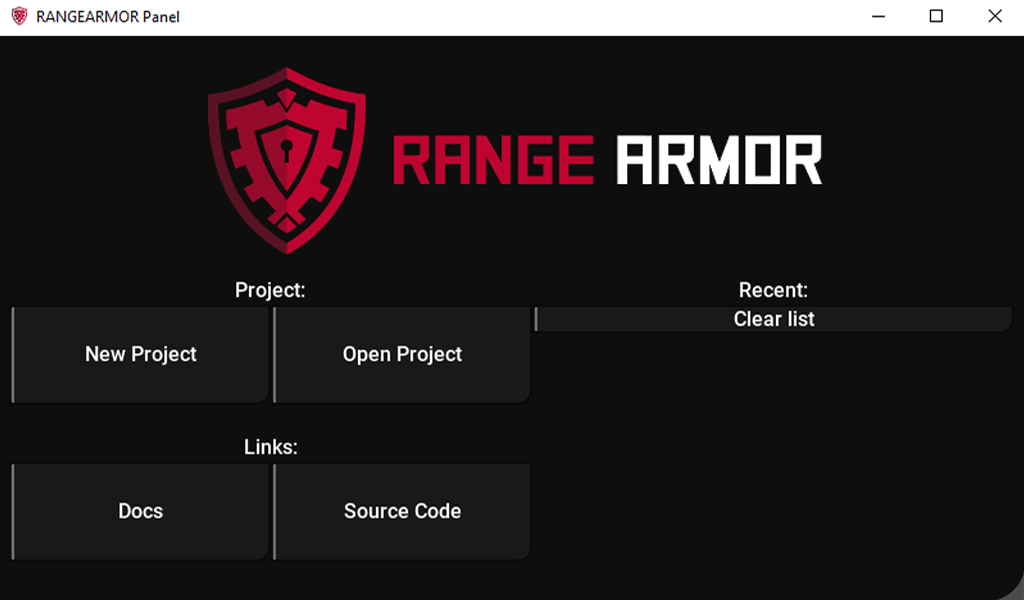 RANGEARMOR Panel
RANGE ARMOR
Project:
New Project
Open Project
Recent:
Clear list
Links:
Docs
Source Code